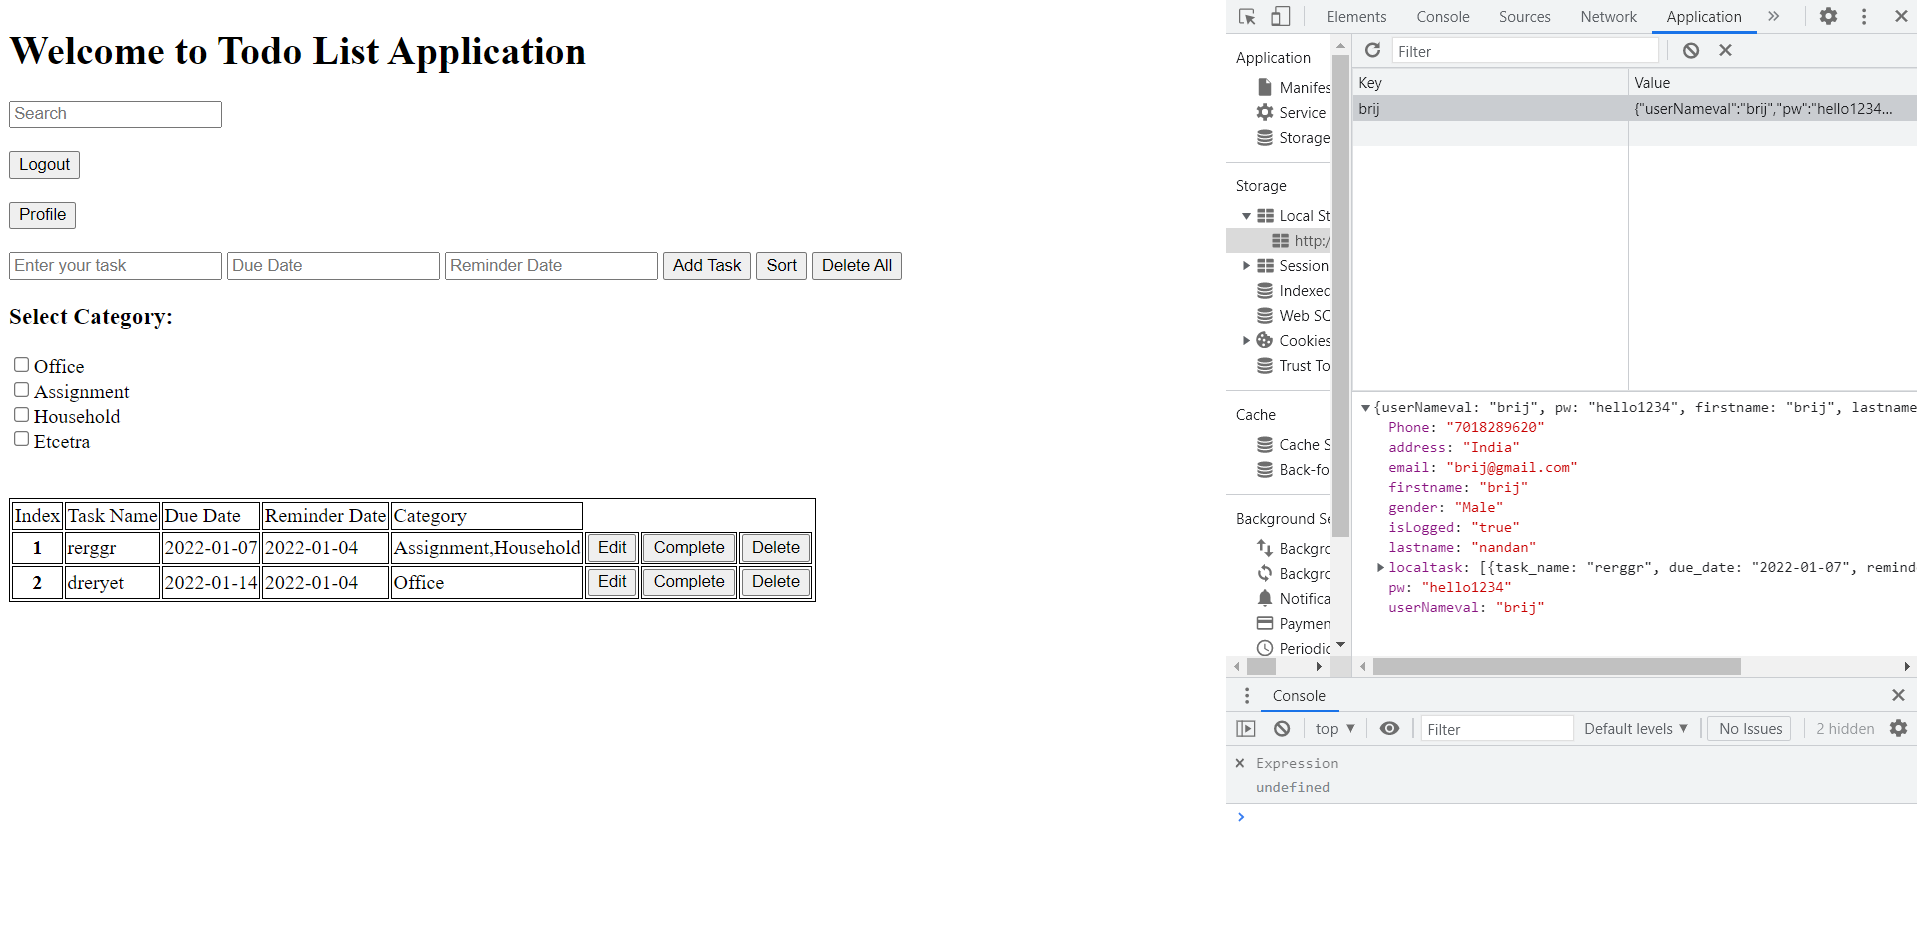 Welcome to Todo List Application
Search
Logout
Profile
Enter your task Due Date Reminder Date Add Task Sort Delete All
Select Category:
Office
Assignment
Household
Etcetra
Index Task Name Due Date Reminder Date Category
1 rerggr 2022-01-07 2022-01-04 Assignment,Household Edit Complete Delete
2 dreryet 2022-01-14 2022-01-04 Office Edit Complete Delete
Elements Console Sources Network Application »
Application
Manifes
Service
Storage
Storage
Local St
http:/
Session
Indexec
Web SC
Cookies
Trust To
Cache
Cache S
Back-fo
Background Se
Backgrc
Backgrc
Notifica
Paymen
Periodic
Filter
Key Value
brij {"userNameval":"brij","pw":"hello1234...
{userNameval: "brij", pw: "hello1234", firstname: "brij", lastname
Phone: "7018289620"
address: "India"
email: "brij@gmail.com"
firstname: "brij"
gender: "Male"
isLogged: "true"
lastname: "nandan"
localtask: [{task_name: "rerggr", due_date: "2022-01-07", remind
pw: "hello1234"
userNameval: "brij"
Console
top Filter Default levels No Issues 2 hidden
Expression
undefined